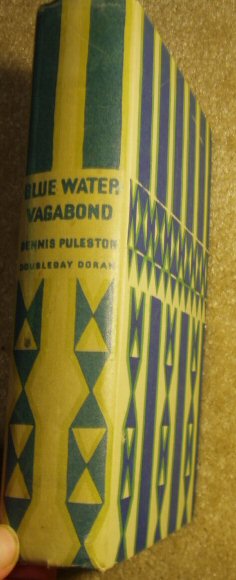 BLUE WATER
VAGABOND
DENNIS PULESTON
DOUBLEDAY DORAN